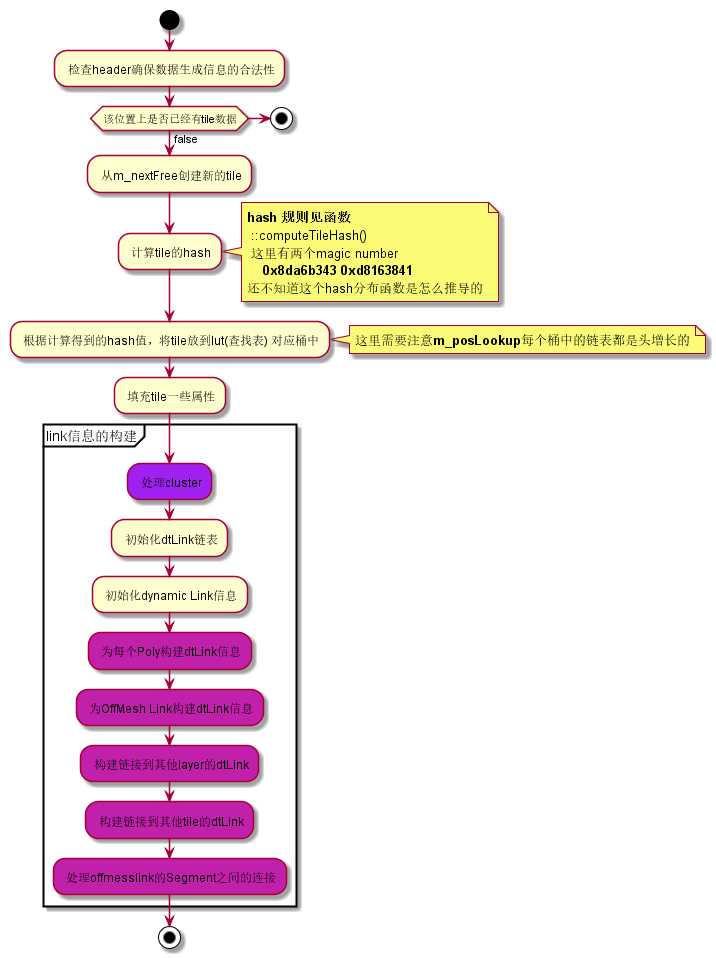 检查header确保数据生成信息的合法性
该位置上是否已经有tile数据
false
从m_nextFree创建新的tile
计算tile的hash
hash 规则见函数
::computeTileHash()
这里有两个magic number
0x8da6b343 0xd8163841
还不知道这个hash分布函数是怎么推导的
根据计算得到的hash值，将tile放到lut(查找表) 对应桶中
这里需要注意m_posLookup每个桶中的链表都是头增长的
填充tile一些属性
link信息的构建
处理cluster
初始化dtLink链表
初始化dynamic Link信息
为每个Poly构建dtLink信息
为OffMesh Link构建dtLink信息
构建链接到其他layer的dtLink
构建链接到其他tile的dtLink
处理offmesslink的Segment之间的连接